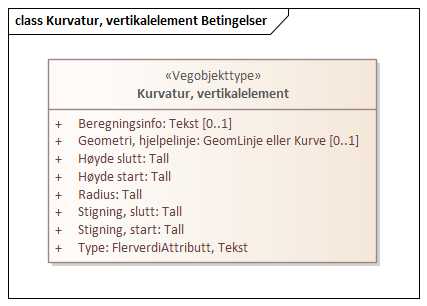 class Kurvatur, vertikalelement Betingelser
«Vegobjekttype»
Kurvatur, vertikalelement
+ Beregningsinfo: Tekst [0..1]
+ Geometri, hjelpelinje: GeomLinje eller Kurve [0..1]
+ Høyde slutt: Tall
+ Høyde start: Tall
+ Radius: Tall
+ Stigning, slutt: Tall
+ Stigning, start: Tall
+ Type: FlerverdiAttributt, Tekst